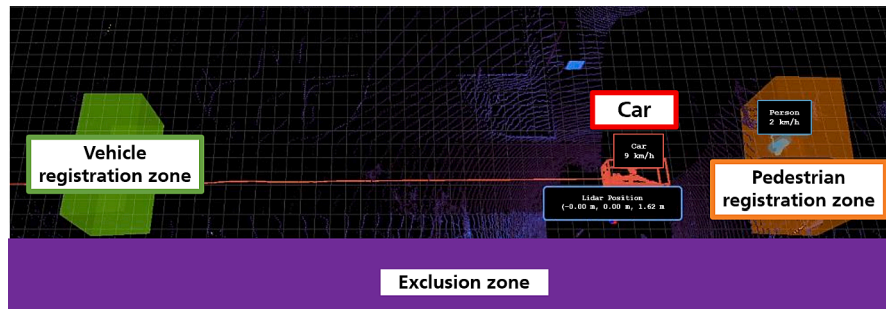 Car
Person
2 km/h
Car
9 km/h
Vehicle
registration zone
Pedestrian
registration zone
Lidar Position
(-0.00 m, 0.00 m, 1.62 m
Exclusion zone